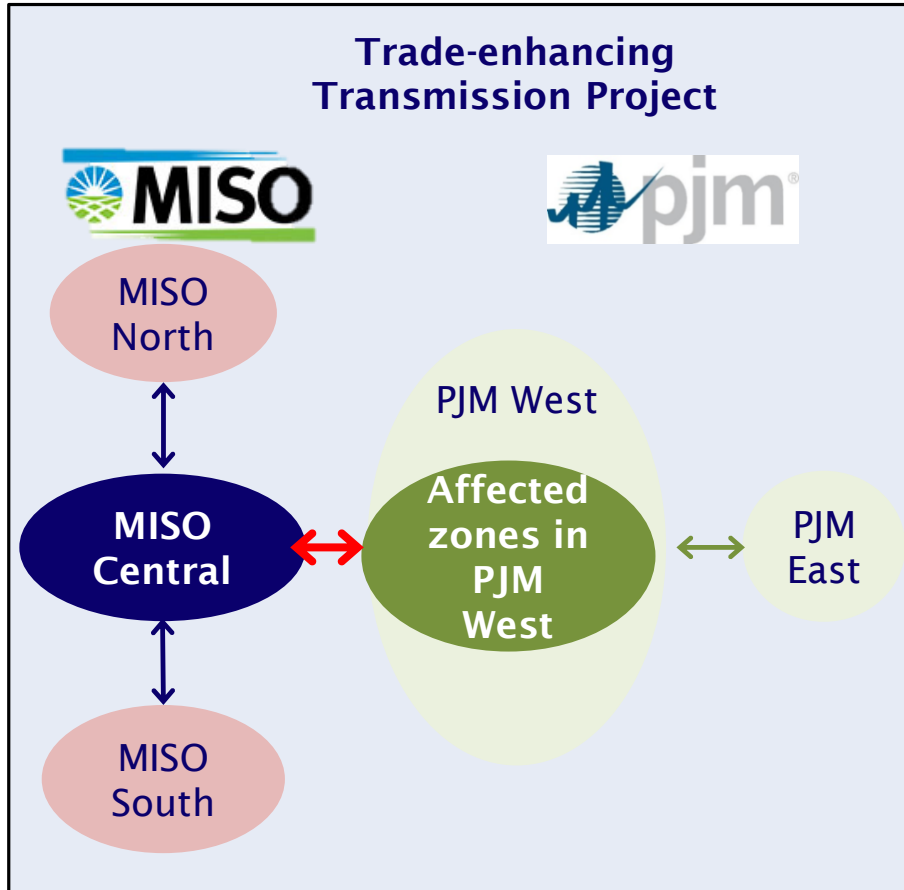 Trade-enhancing
Transmission Project
MISO
pjm®
MISO
North
PJM West
MISO
Central
Affected
zones in
PJM
West
PJM
East
MISO
South